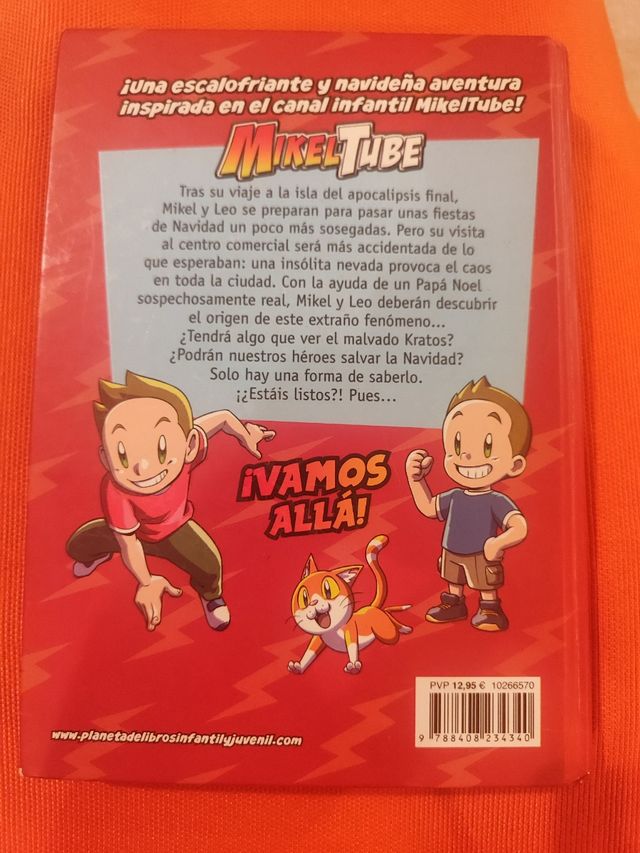 ¡Una escalofriante y navideña aventura
inspirada en el canal infantil MikelTube!
MIKELTUBE
Tras su viaje a la isla del apocalipsis final,
Mikel y Leo se preparan para pasar unas fiestas
de Navidad un poco más sosegadas. Pero su visita
al centro comercial será más accidentada de lo
que esperaban: una insólita nevada provoca el caos
en toda la ciudad. Con la ayuda de un Papá Noel
sospechosamente real, Mikel y Leo deberán descubrir
el origen de este extraño fenómeno...
¿Tendrá algo que ver el malvado Kratos?
¿Podrán nuestros héroes salvar la Navidad?
Solo hay una forma de saberlo.
¡¿Estáis listos?! Pues...
¡VAMOS
ALLÁ!
PVP 12,95 € 10266570
9 788408 234340
www.planetadelibrosinfantilyjuvenil.com